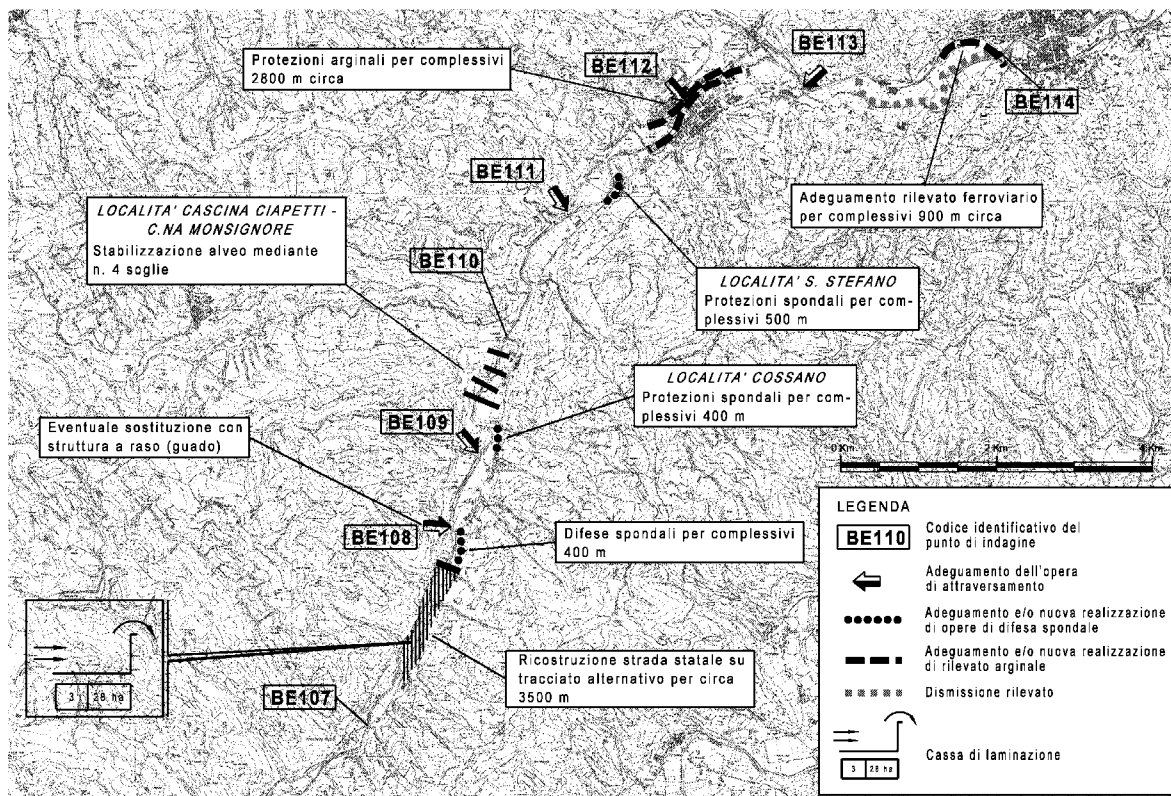 Protezioni arginali per complessivi
2800 m circa
BE112
BE113
BE114
BE111
Adeguamento rilevato ferroviario
per complessivi 900 m circa
LOCALITA' CASCINA CIAPETTI -
C.NA MONSIGNORE
Stabilizzazione alveo mediante
n. 4 soglie
BE110
LOCALITA' S. STEFANO
Protezioni spondali per com-
plessivi 500 m
LOCALITA' COSSANO
Protezioni spondali per com-
plessivi 400 m
BE109
Eventuale sostituzione con
struttura a raso (guado)
0 Km 2 Km 4 Km
BE108
Difese spondali per complessivi
400 m
Ricostruzione strada statale su
tracciato alternativo per circa
3500 m
3 28 ha
BE107
LEGENDA
BE110
Codice identificativo del
punto di indagine
Adeguamento dell'opera
di attraversamento
Adeguamento e/o nuova realizzazione
di opere di difesa spondale
Adeguamento e/o nuova realizzazione
di rilevato arginale
Dismissione rilevato
Cassa di laminazione
3 28 ha